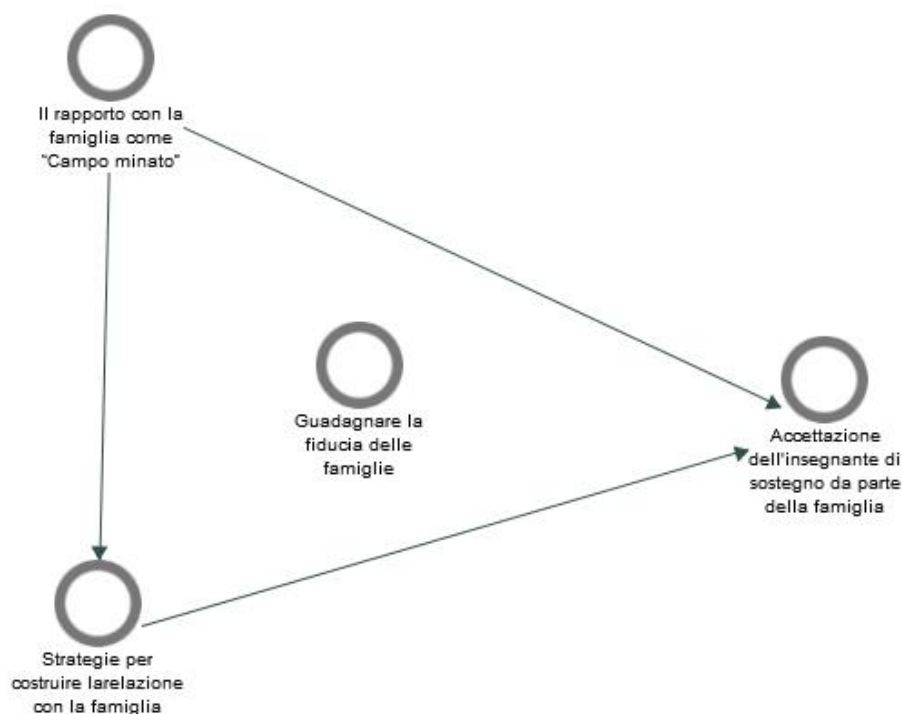 Il rapporto con la
famiglia come
“Campo minato”
Guadagnare la
fiducia delle
famiglie
Accettazione
dell'insegnante di
sostegno da parte
della famiglia
Strategie per
costruire larelazione
con la famiglia